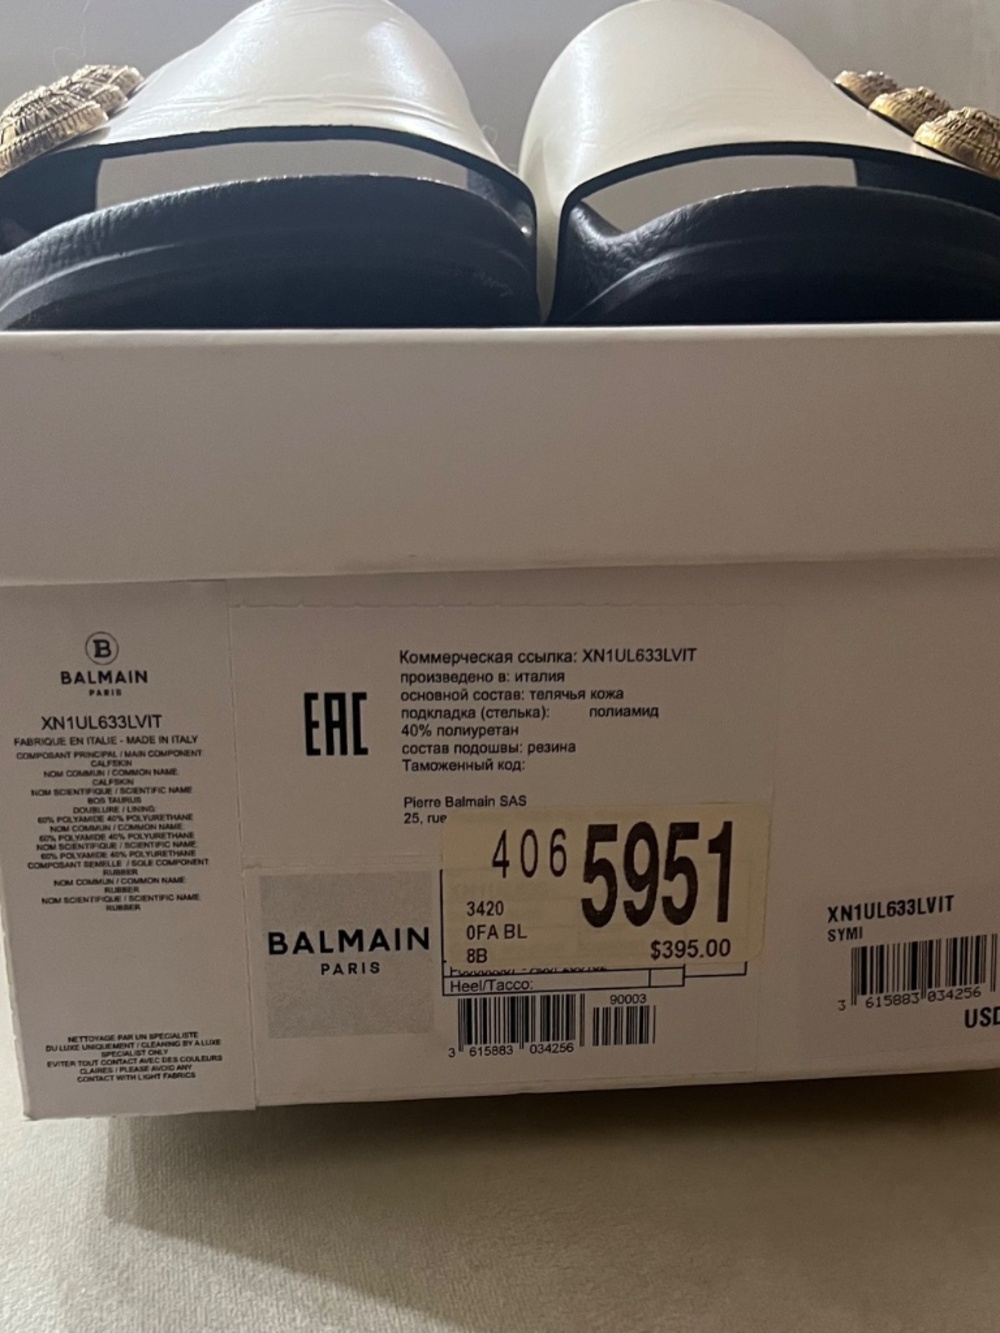 B
BALMAIN
PARIS
XN1UL633LVIT
FABRIQUE EN ITALIE - MADE IN ITALY
COMPOSANT PRINCIPAL / MAIN COMPONENT
CALFSKIN
NOM COMMUN / COMMON NAME
CALFSKIN
NOM SCIENTIFIQUE / SCIENTIFIC NAME
BOS TAURUS
DOUBLURE / LINING
60% POLYAMIDE 40% POLYURETHANE
NOM COMMUN / COMMON NAME
60% POLYAMIDE 40% POLYURETHANE
NOM SCIENTIFIQUE / SCIENTIFIC NAME
60% POLYAMIDE 40% POLYURETHANE
COMPOSANT SEMELLE / SOLE COMPONENT
RUBBER
NOM COMMUN / COMMON NAME
RUBBER
NOM SCIENTIFIQUE / SCIENTIFIC NAME
RUBBER
NETTOYAGE PAR UN SPECIALISTE
DU LUXE UNIQUEMENT / CLEANING BY A LUXE
SPECIALIST ONLY
EVITER TOUT CONTACT AVEC DES COULEURS
CLAIRES / PLEASE AVOID ANY
CONTACT WITH LIGHT FABRICS
EAC
Коммерческая ссылка: XN1UL633LVIT
произведено в: италия
основной состав: телячья кожа
подкладка (стелька): полиамид
40% полиуретан
состав подошвы: резина
Таможенный код:
Pierre Balmain SAS
25, rue
BALMAIN
PARIS
406 5951
3420
0FA BL
8B $395.00
Heel/Tacco:
90003
3 615883 034256
XN1UL633LVIT
SYMI
3 615883 034256
USD